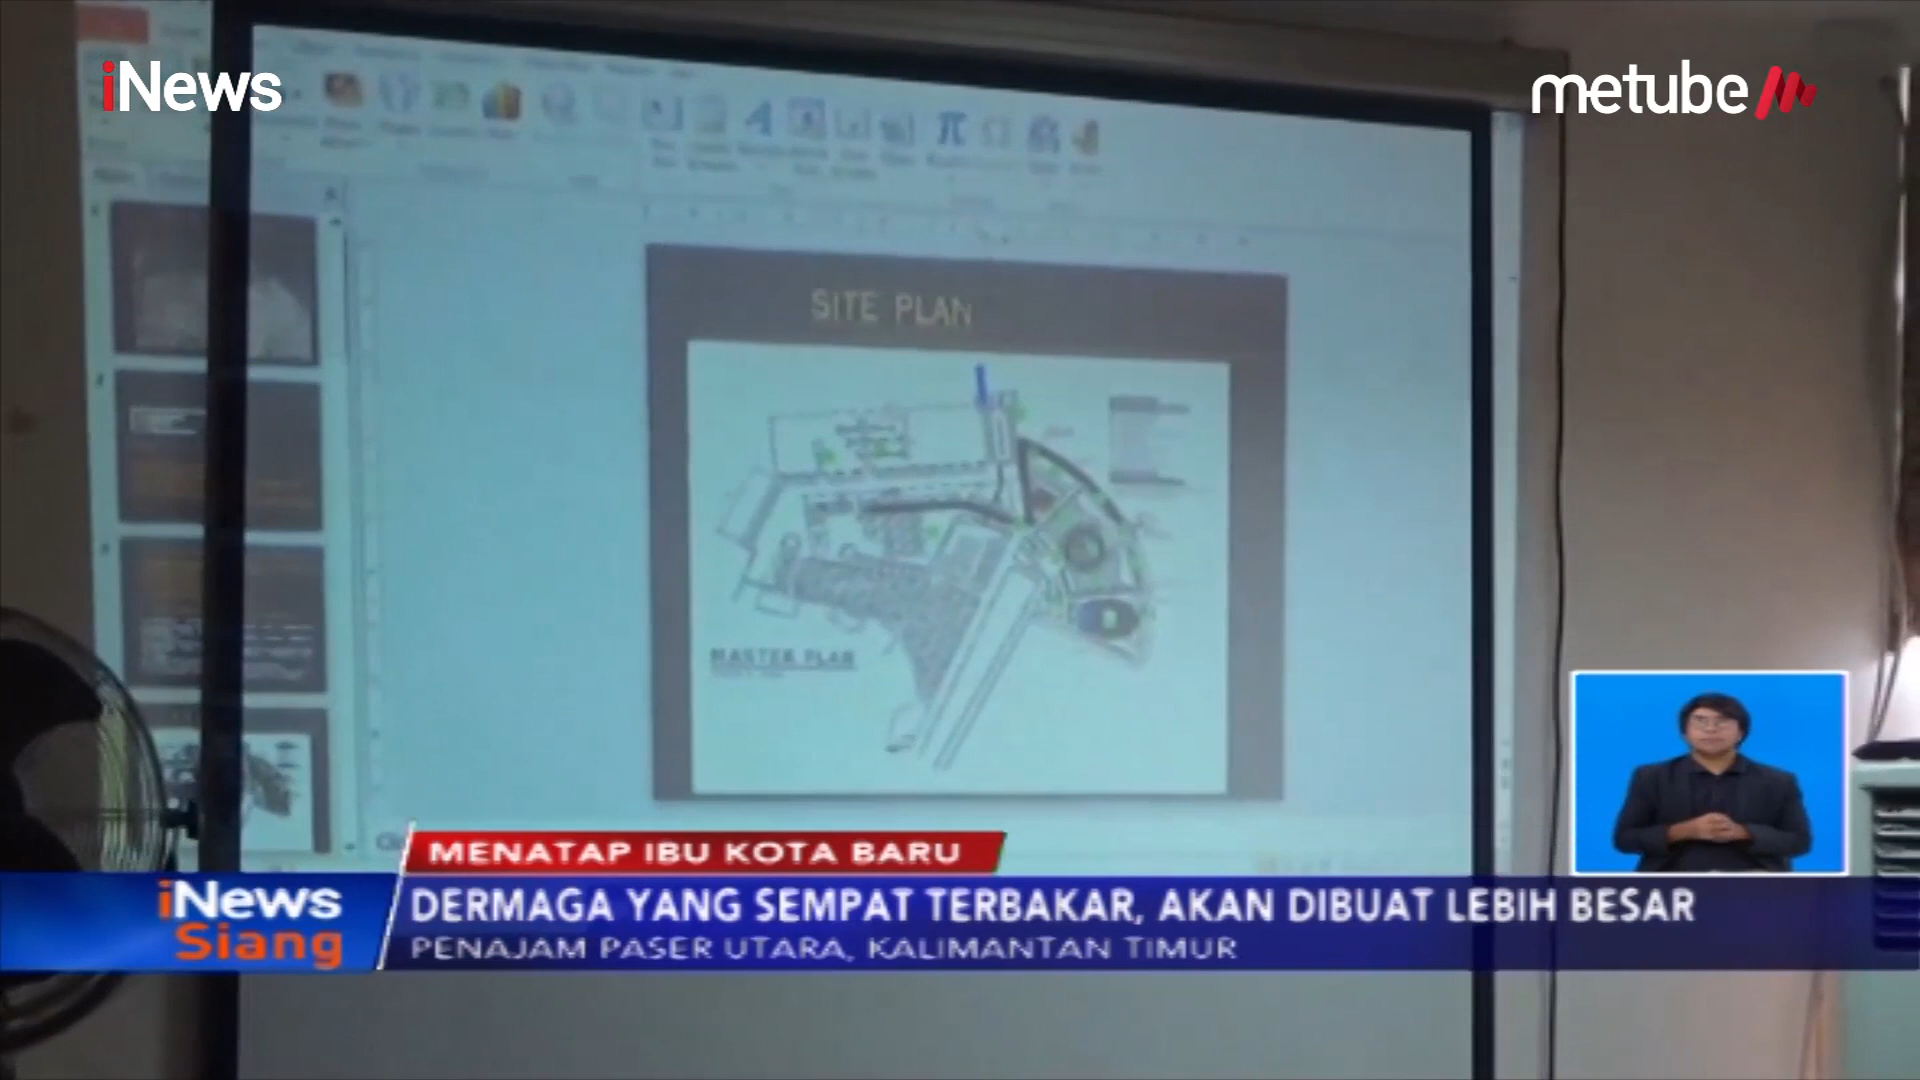 iNews
metube
SITE PLAN
MASTER PLAN
MENATAP IBU KOTA BARU
iNews
Siang
DERMAGA YANG SEMPAT TERBAKAR, AKAN DIBUAT LEBIH BESAR
PENAJAM PASER UTARA, KALIMANTAN TIMUR